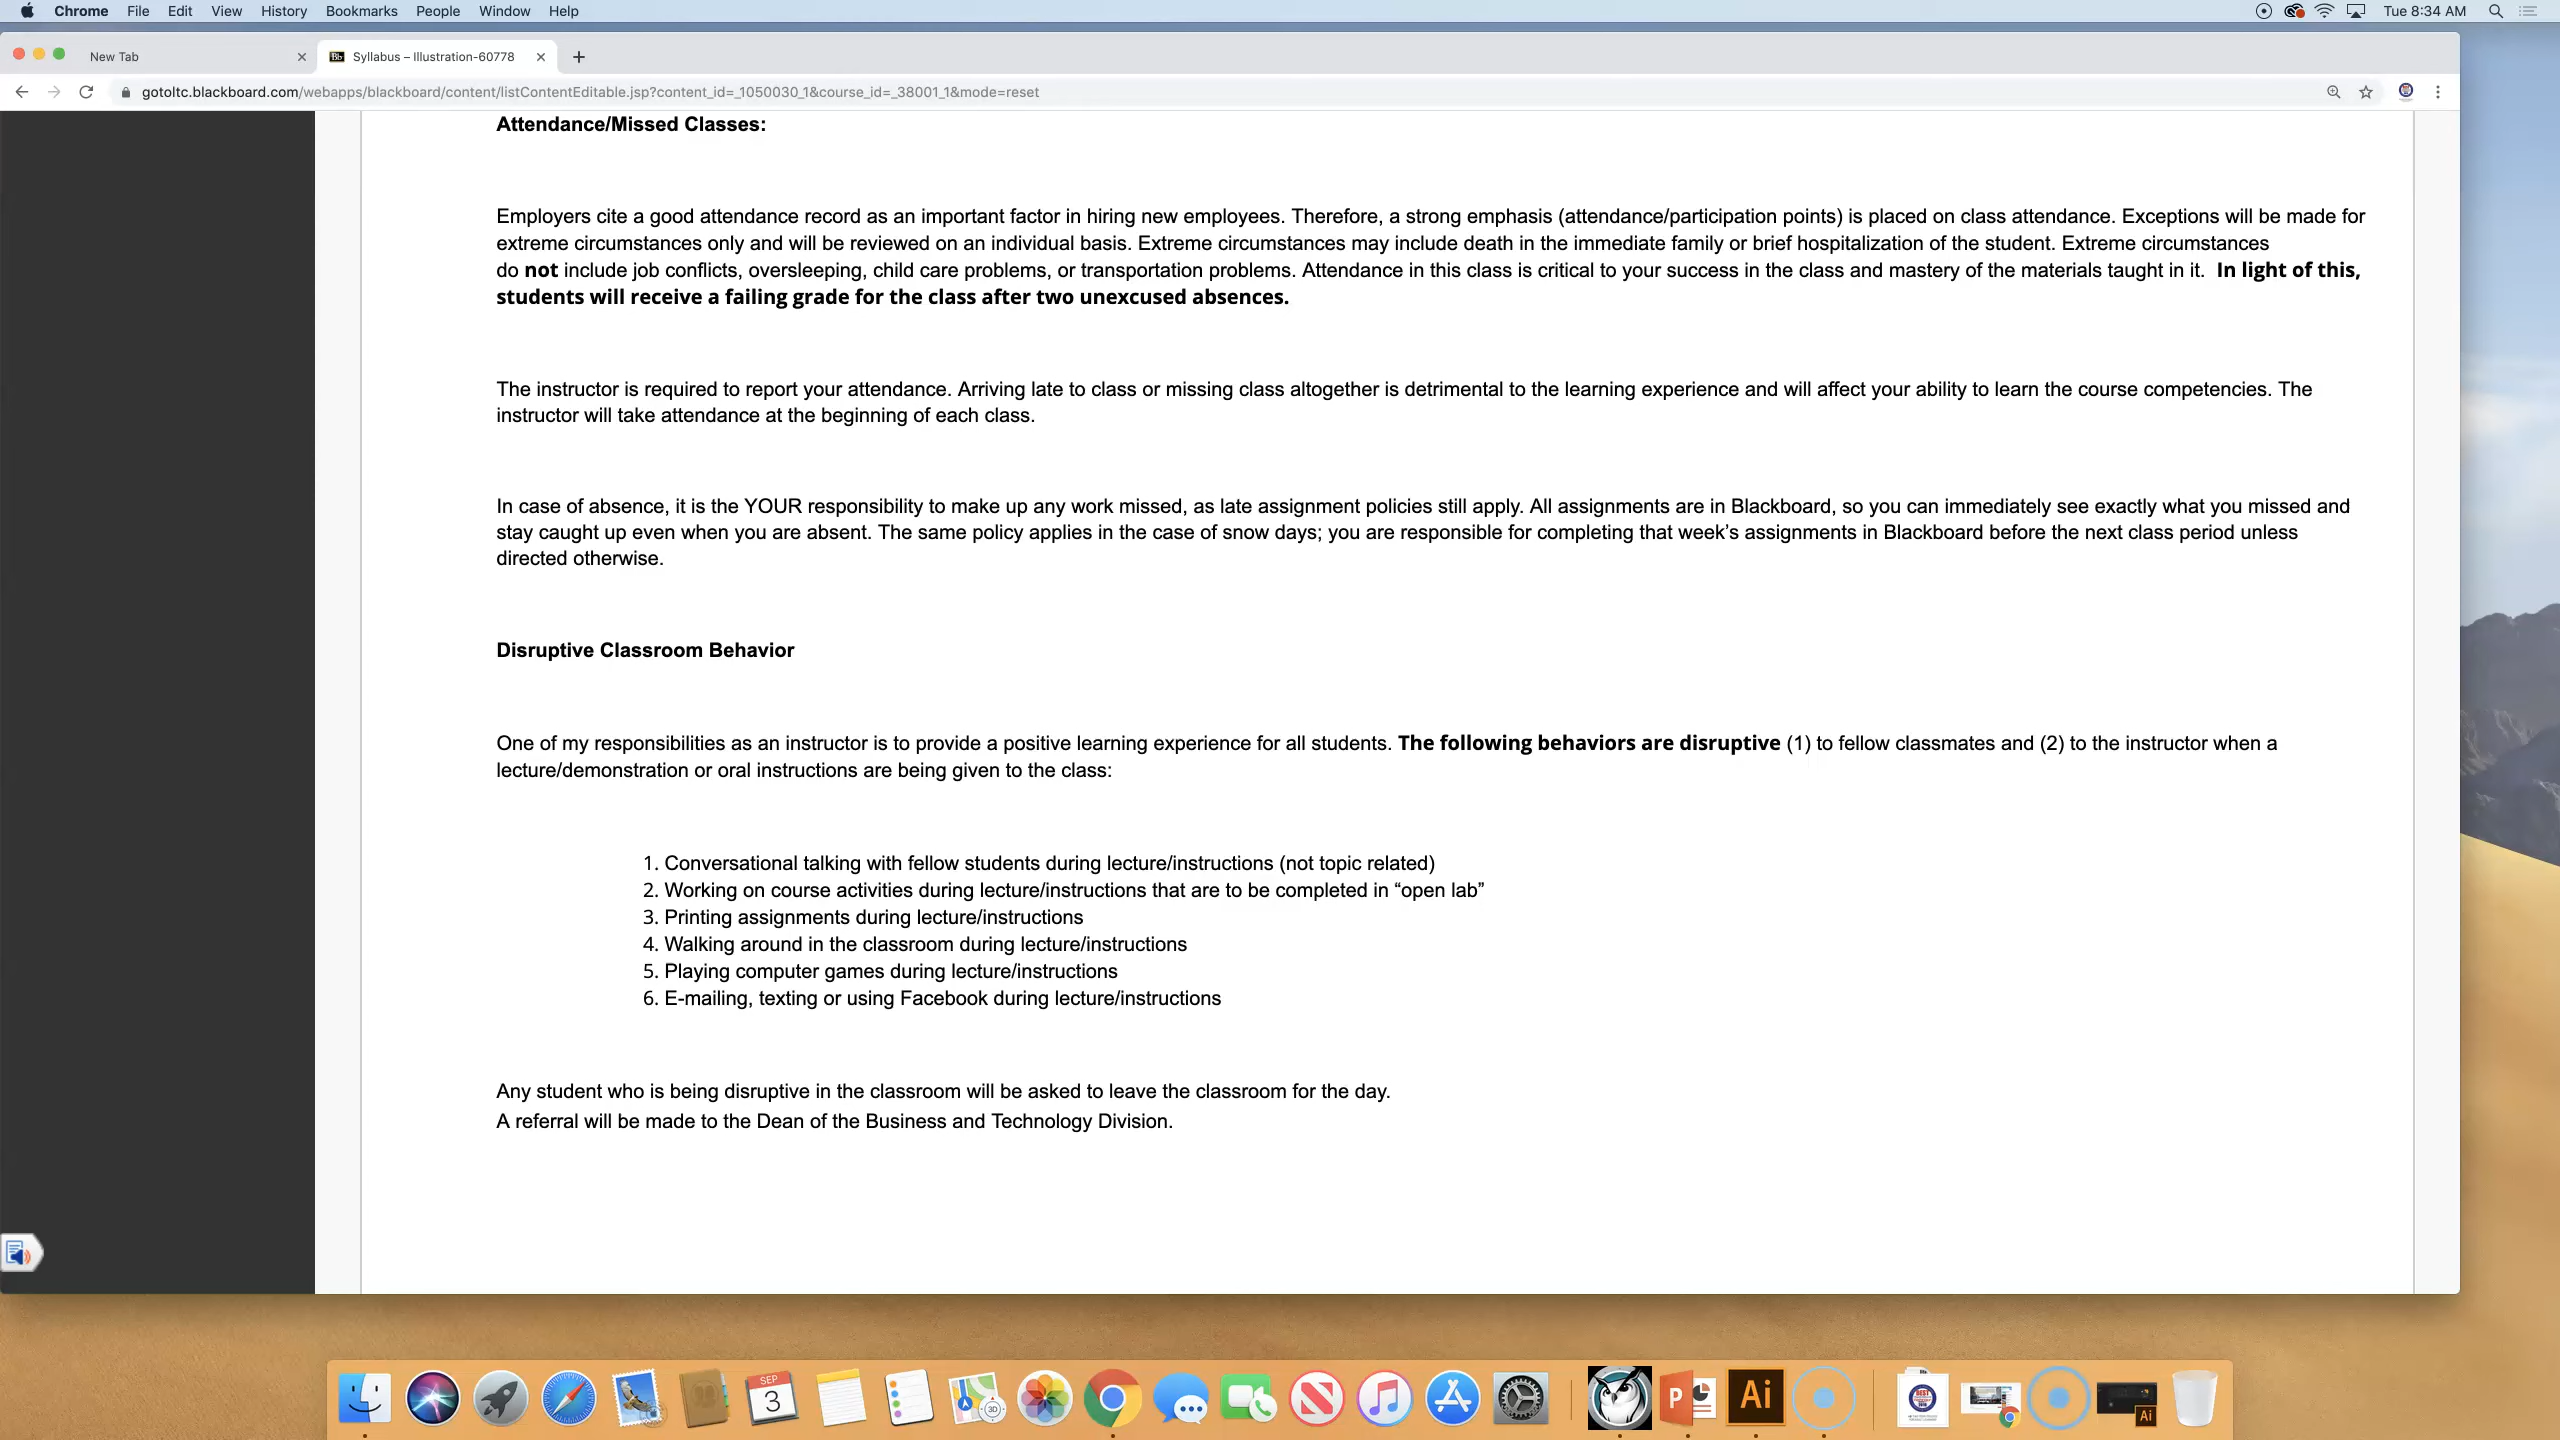 Chrome File Edit View History Bookmarks People Window Help Tue 8:34 AM
New Tab Bb Syllabus – Illustration-60778
gotoltc.blackboard.com/webapps/blackboard/content/listContentEditable.jsp?content_id=_1050030_1&course_id=_38001_1&mode=reset
Attendance/Missed Classes:
Employers cite a good attendance record as an important factor in hiring new employees. Therefore, a strong emphasis (attendance/participation points) is placed on class attendance. Exceptions will be made for
extreme circumstances only and will be reviewed on an individual basis. Extreme circumstances may include death in the immediate family or brief hospitalization of the student. Extreme circumstances
do not include job conflicts, oversleeping, child care problems, or transportation problems. Attendance in this class is critical to your success in the class and mastery of the materials taught in it. In light of this,
students will receive a failing grade for the class after two unexcused absences.
The instructor is required to report your attendance. Arriving late to class or missing class altogether is detrimental to the learning experience and will affect your ability to learn the course competencies. The
instructor will take attendance at the beginning of each class.
In case of absence, it is the YOUR responsibility to make up any work missed, as late assignment policies still apply. All assignments are in Blackboard, so you can immediately see exactly what you missed and
stay caught up even when you are absent. The same policy applies in the case of snow days; you are responsible for completing that week’s assignments in Blackboard before the next class period unless
directed otherwise.
Disruptive Classroom Behavior
One of my responsibilities as an instructor is to provide a positive learning experience for all students. The following behaviors are disruptive (1) to fellow classmates and (2) to the instructor when a
lecture/demonstration or oral instructions are being given to the class:
1. Conversational talking with fellow students during lecture/instructions (not topic related)
2. Working on course activities during lecture/instructions that are to be completed in “open lab”
3. Printing assignments during lecture/instructions
4. Walking around in the classroom during lecture/instructions
5. Playing computer games during lecture/instructions
6. E-mailing, texting or using Facebook during lecture/instructions
Any student who is being disruptive in the classroom will be asked to leave the classroom for the day.
A referral will be made to the Dean of the Business and Technology Division.
SEP
3
3D
P
Ai
BEST
Ai